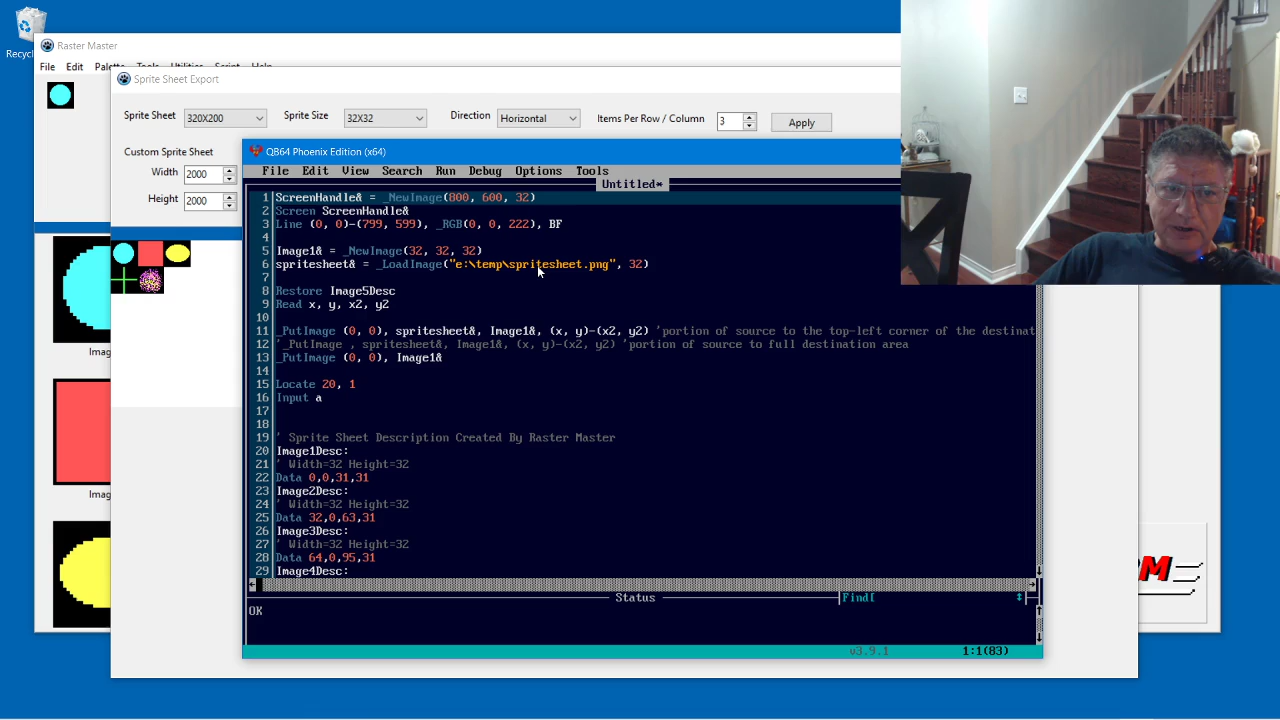 Recycl
Raster Master
File Edit Palett Tools Utilities Script Help
Sprite Sheet Export
Sprite Sheet 320X200 Sprite Size 32X32 Direction Horizontal Items Per Row / Column 3 Apply
Custom Sprite Sheet
Width 2000
Height 2000
Imag
Imag
QB64 Phoenix Edition (x64)
File Edit View Search Run Debug Options Tools
Untitled*
1 ScreenHandle& = _NewImage(800, 600, 32)
2 Screen ScreenHandle&
3 Line (0, 0)-(799, 599), _RGB(0, 0, 222), BF
4
5 Image1& = _NewImage(32, 32, 32)
6 spritesheet& = _LoadImage("e:\temp\spritesheet.png", 32)
7
8 Restore Image5Desc
9 Read x, y, x2, y2
10
11 _PutImage (0, 0), spritesheet&, Image1&, (x, y)-(x2, y2) 'portion of source to the top-left corner of the destinat
12 '_PutImage , spritesheet&, Image1&, (x, y)-(x2, y2) 'portion of source to full destination area
13 _PutImage (0, 0), Image1&
14
15 Locate 20, 1
16 Input a
17
18
19 ' Sprite Sheet Description Created By Raster Master
20 Image1Desc:
21 ' Width=32 Height=32
22 Data 0,0,31,31
23 Image2Desc:
24 ' Width=32 Height=32
25 Data 32,0,63,31
26 Image3Desc:
27 ' Width=32 Height=32
28 Data 64,0,95,31
29 Image4Desc:
Status
Find[
OK
v3.9.1 1:1(83)